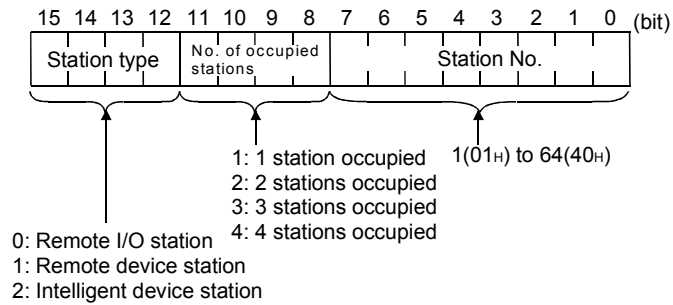 15 14 13 12 11 10 9 8 7 6 5 4 3 2 1 0 (bit)
Station type
No. of occupied
stations
Station No.
1: 1 station occupied
2: 2 stations occupied
3: 3 stations occupied
4: 4 stations occupied
1(01H) to 64(40H)
0: Remote I/O station
1: Remote device station
2: Intelligent device station